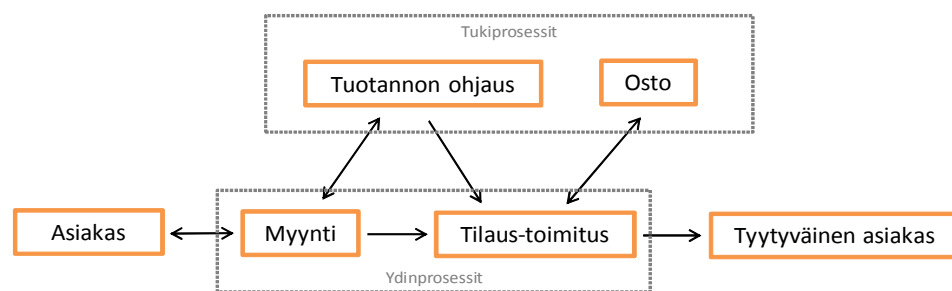 Tukiprosessit
Tuotannon ohjaus
Osto
Asiakas
Myynti
Tilaus-toimitus
Tyytyväinen asiakas
Ydinprosessit